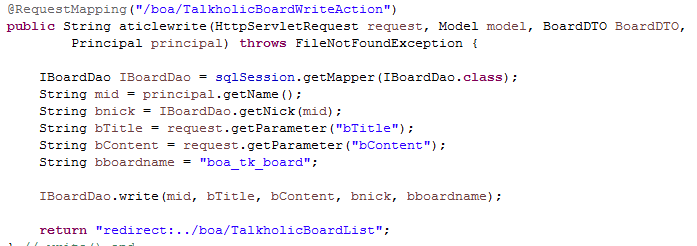 @RequestMapping("/boa/TalkholicBoardWriteAction")
public String aticlewrite(HttpServletRequest request, Model model, BoardDTO BoardDTO,
Principal principal) throws FileNotFoundException {
IBoardDao IBoardDao = sqlSession.getMapper(IBoardDao.class);
String mid = principal.getName();
String bnick = IBoardDao.getNick(mid);
String bTitle = request.getParameter("bTitle");
String bContent = request.getParameter("bContent");
String bboardname = "boa_tk_board";
IBoardDao.write(mid, bTitle, bContent, bnick, bboardname);
return "redirect:../boa/TalkholicBoardList";